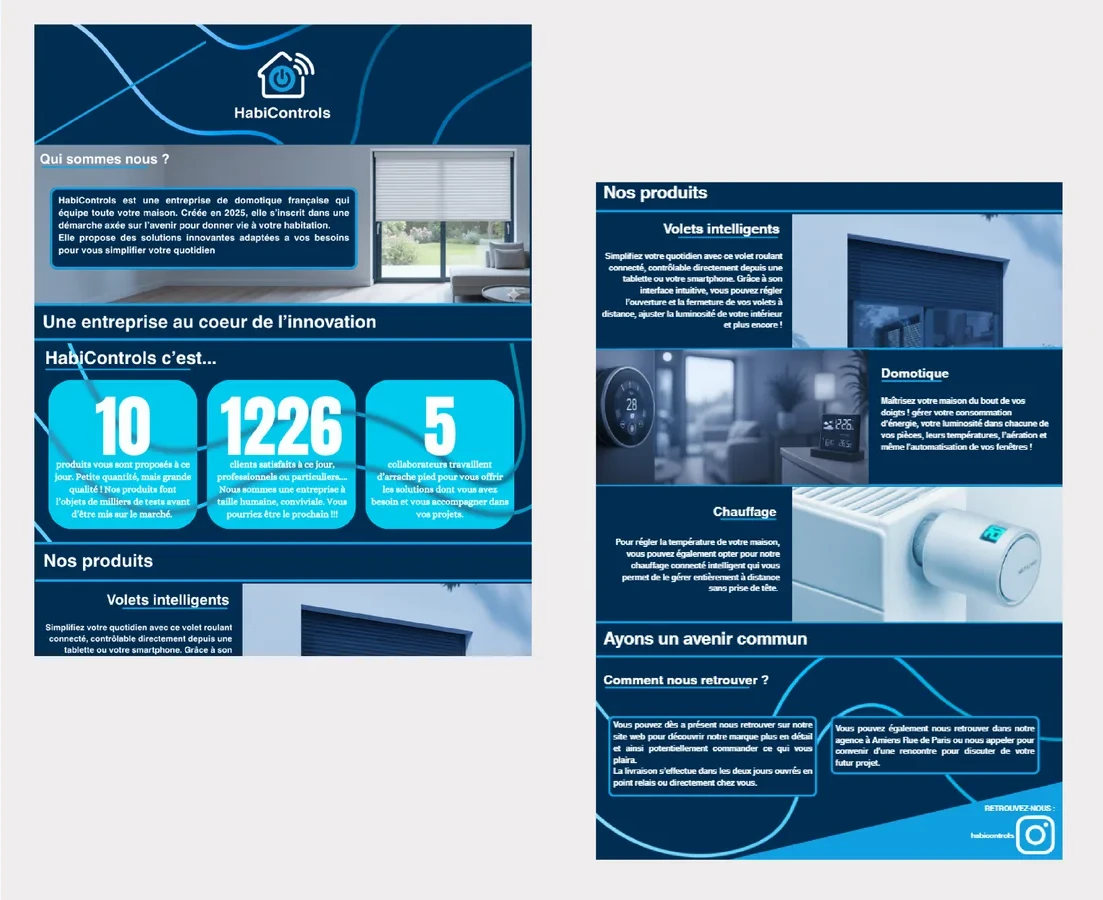 HabiControls
Qui sommes nous ?
HabiControls est une entreprise de domotique française qui
équipe toute votre maison. Créée en 2025, elle s'inscrit dans une
démarche axée sur l'avenir pour donner vie à votre habitation.
Elle propose des solutions innovantes adaptées a vos besoins
pour vous simplifier votre quotidien
Une entreprise au coeur de l'innovation
HabiControls c'est...
10
produits vous sont proposés à ce
jour. Petite quantité, mais grande
qualité ! Nos produits font
l'objets de milliers de tests avant
d'être mis sur le marché.
1226
clients satisfaits à ce jour,
professionnels ou particuliers....
Nous sommes une entreprise à
taille humaine, conviviale. Vous
pourriez être le prochain !!!
5
collaborateurs travaillent
d'arrache pied pour vous offrir
les solutions dont vous avez
besoin et vous accompagner dans
vos projets.
Nos produits
Volets intelligents
Simplifiez votre quotidien avec ce volet roulant
connecté, contrôlable directement depuis une
tablette ou votre smartphone. Grâce à son
Nos produits
Volets intelligents
Simplifiez votre quotidien avec ce volet roulant
connecté, contrôlable directement depuis une
tablette ou votre smartphone. Grâce à son
interface intuitive, vous pouvez régler
l'ouverture et la fermeture de vos volets à
distance, ajuster la luminosité de votre intérieur
et plus encore !
28
Domotique
Maîtrisez votre maison du bout de vos
doigts ! gérer votre consommation
d'énergie, votre luminosité dans chacune de
vos pièces, leurs températures, l'aération et
même l'automatisation de vos fenêtres !
Chauffage
Pour régler la température de votre maison,
vous pouvez également opter pour notre
chauffage connecté intelligent qui vous
permet de le gérer entièrement à distance
sans prise de tête.
Ayons un avenir commun
Comment nous retrouver ?
Vous pouvez dès a présent nous retrouver sur notre
site web pour découvrir notre marque plus en détail
et ainsi potentiellement commander ce qui vous
plaira.
La livraison s'effectue dans les deux jours ouvrés en
point relais ou directement chez vous.
Vous pouvez également nous retrouver dans notre
agence à Amiens Rue de Paris ou nous appeler pour
convenir d'une rencontre pour discuter de votre
futur projet.
RETROUVEZ-NOUS :
habicontrols